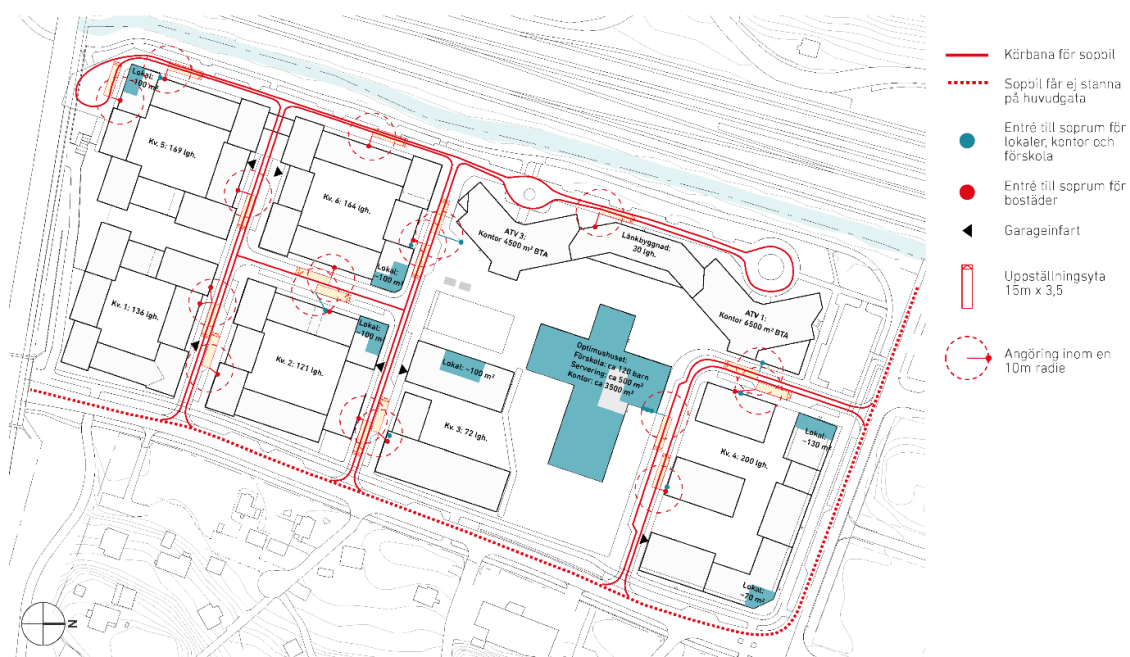 Lokal:
~100 m²
Kv. 5: 169 lgh.
Kv. 6: 164 lgh.
ATV 3:
Kontor 4500 m² BTA
Länkbyggnad:
30 lgh.
Lokal:
~100 m²
ATV 1:
Kontor 6500 m² BTA
Kv. 1: 136 lgh.
Lokal:
~100 m²
Kv. 2: 121 lgh.
Lokal: ~100 m²
Optimushuset:
Förskola: ca 120 barn
Servering: ca 500 m²
Kontor: ca 3500 m²
Kv. 3: 72 lgh.
Lokal:
~130 m²
Kv. 4: 200 lgh.
Lokal:
~70 m²
N
Körbana för sopbil
Sopbil får ej stanna
på huvudgata
Entré till soprum för
lokaler, kontor och
förskola
Entré till soprum för
bostäder
Garageinfart
Uppställningsyta
15m x 3,5
Angöring inom en
10m radie